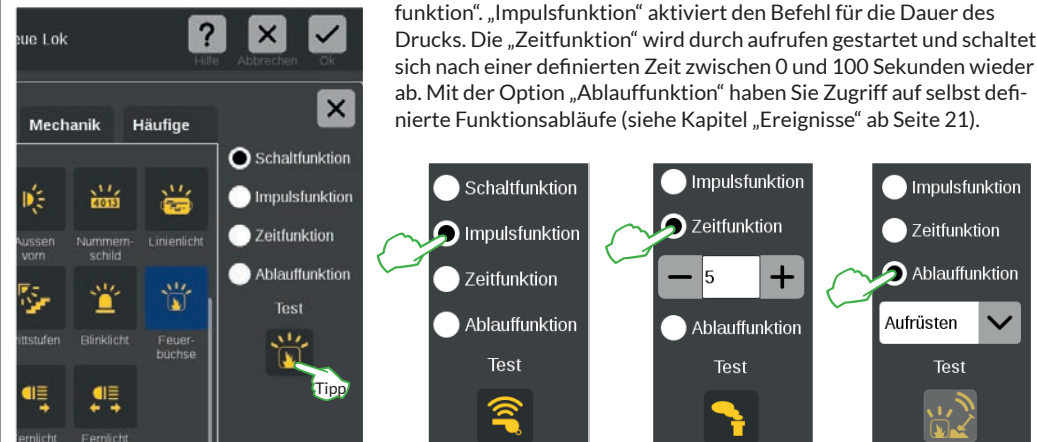 funktion“. „Impulsfunktion“ aktiviert den Befehl für die Dauer des
Drucks. Die „Zeitfunktion“ wird durch aufrufen gestartet und schaltet
sich nach einer definierten Zeit zwischen 0 und 100 Sekunden wieder
ab. Mit der Option „Ablauffunktion“ haben Sie Zugriff auf selbst defi-
nierte Funktionsabläufe (siehe Kapitel „Ereignisse“ ab Seite 21).
Lok
?
Hilfe Abbrechen Ok
Mechanik Häufige
Schaltfunktion
Impulsfunktion
Zeitfunktion
Ablauffunktion
Test
Tipp
4013
vorn
Nummern-
schild
Linienlicht
Blinklicht
Feuer-
büchse
Fernlicht
Schaltfunktion
Impulsfunktion
Zeitfunktion
Ablauffunktion
Test
Impulsfunktion
Zeitfunktion
− 5 +
Ablauffunktion
Test
Impulsfunktion
Zeitfunktion
Ablauffunktion
Aufrüsten
Test